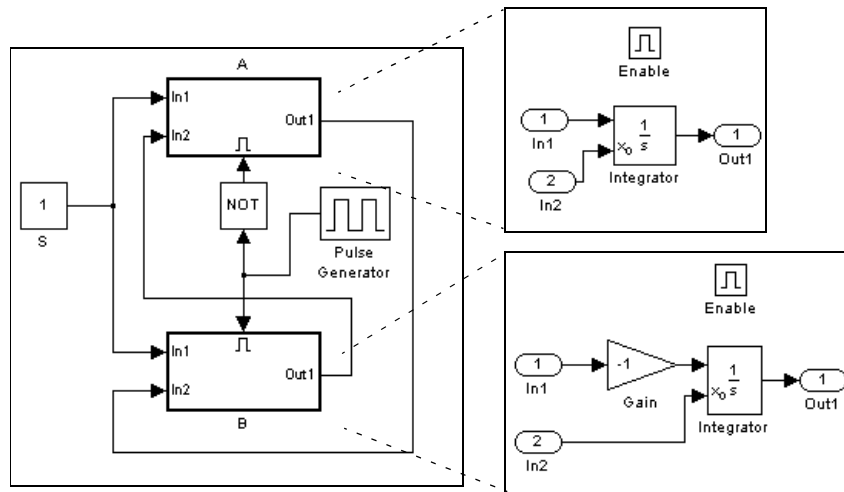 A
In1
In2
Out1
1
S
NOT
Pulse
Generator
In1
In2
Out1
B
Enable
1
In1
2
In2
x0
1
s
Integrator
1
Out1
Enable
1
In1
-1
Gain
2
In2
x0
1
s
Integrator
1
Out1